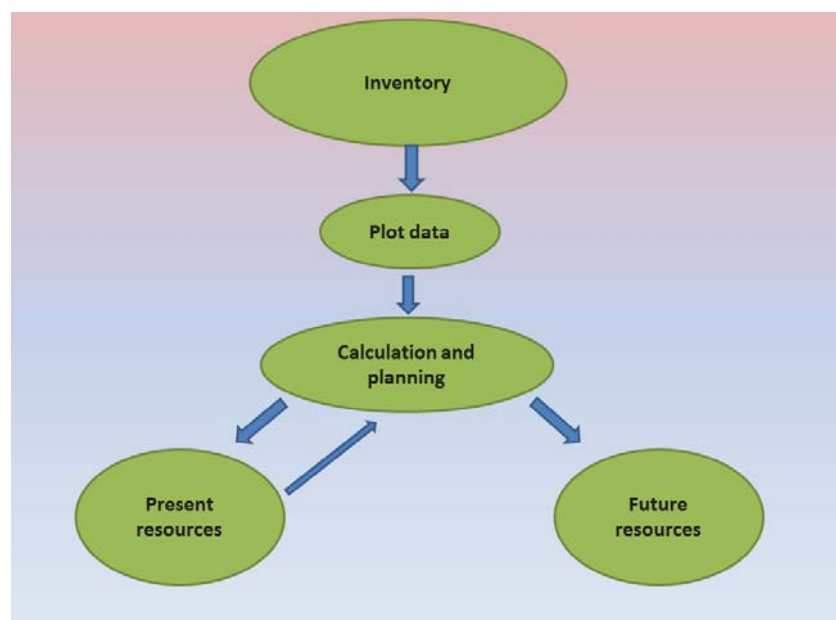 Inventory
Plot data
Calculation and
planning
Present
resources
Future
resources